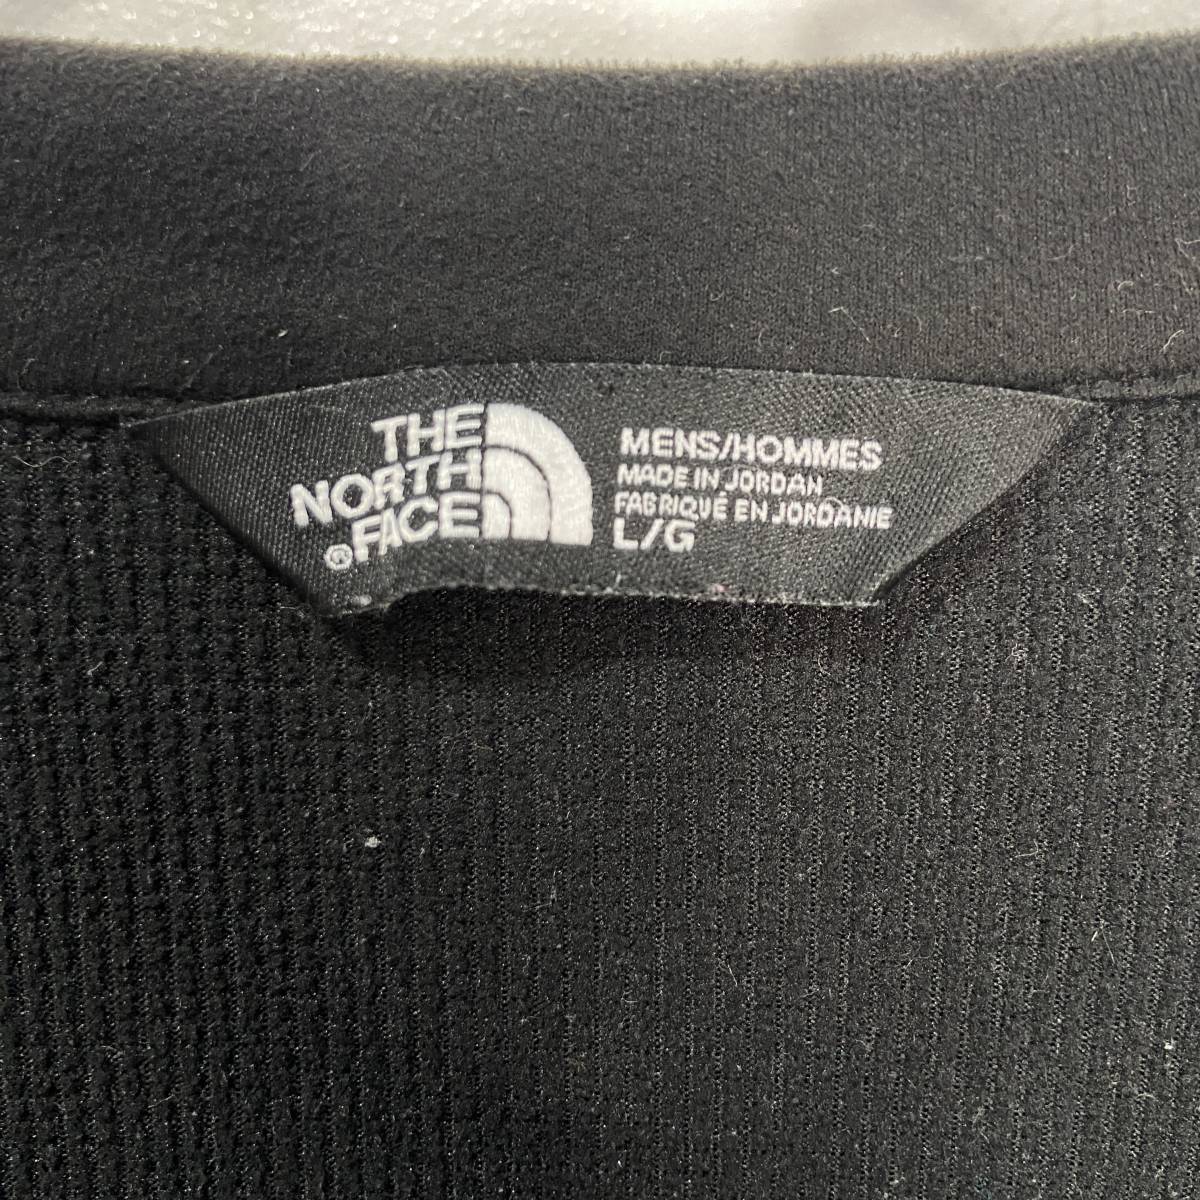 THE
NORTH
®FACE
MENS/HOMMES
MADE IN JORDAN
FABRIQUÉ EN JORDANIE
L/G